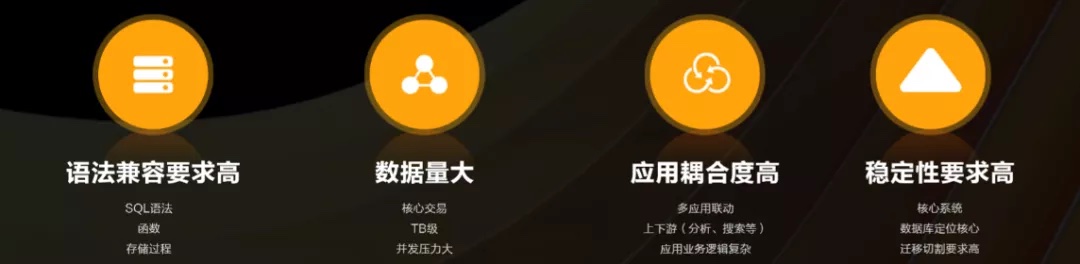 语法兼容要求高
SQL语法
函数
存储过程
数据量大
核心交易
TB级
并发压力大
应用耦合度高
多应用联动
上下游（分析、搜索等）
应用业务逻辑复杂
稳定性要求高
核心系统
数据库定位核心
迁移切割要求高